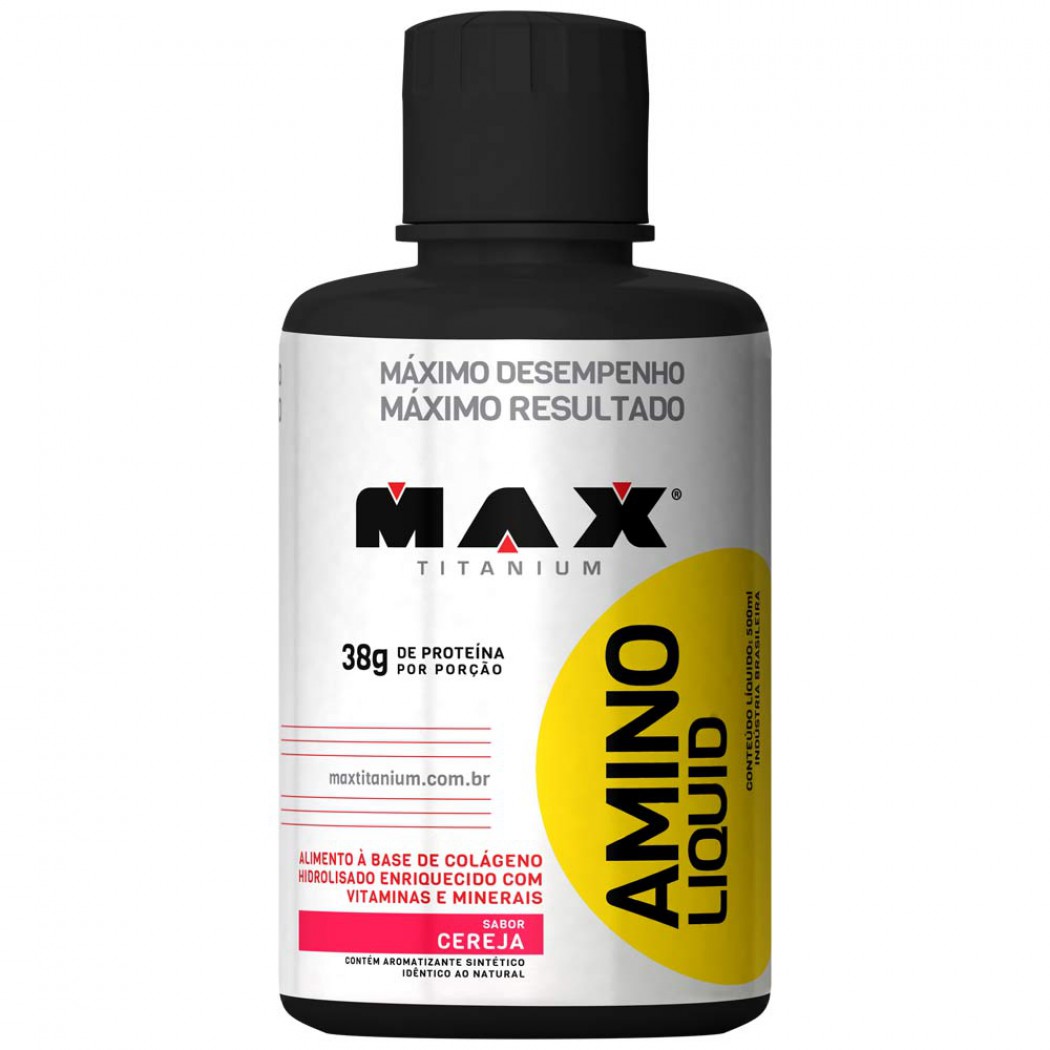 MÁXIMO DESEMPENHO
MÁXIMO RESULTADO
MAX®
TITANIUM
38g DE PROTEÍNA
POR PORÇÃO
maxtitanium.com.br
ALIMENTO À BASE DE COLÁGENO
HIDROLISADO ENRIQUECIDO COM
VITAMINAS E MINERAIS
SABOR
CEREJA
CONTÉM AROMATIZANTE SINTÉTICO
IDÊNTICO AO NATURAL
AMINO
LIQUID
CONTEÚDO LÍQUIDO: 500ml
INDÚSTRIA BRASILEIRA